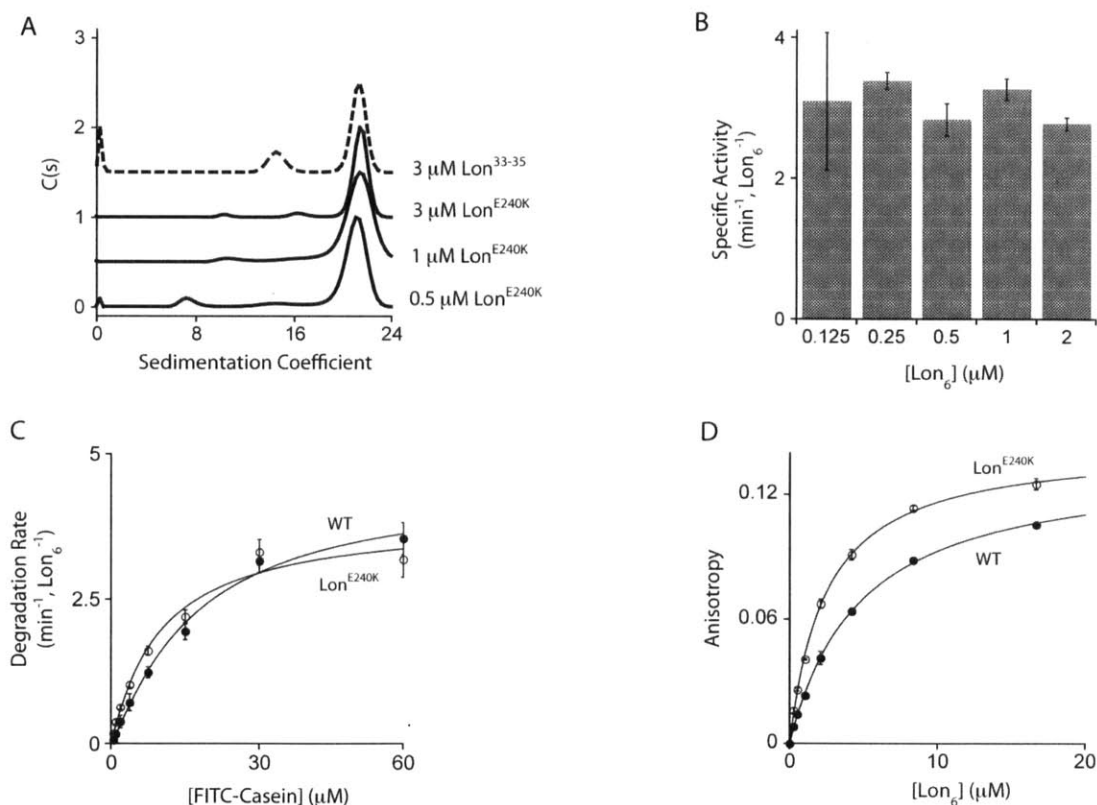 A
3
2
1
0
C(s)
3 μM Lon³³⁻³⁵
3 μM Lonᴱ²⁴⁰ᴷ
1 μM Lonᴱ²⁴⁰ᴷ
0.5 μM Lonᴱ²⁴⁰ᴷ
0 8 16 24
Sedimentation Coefficient
B
4
2
0
Specific Activity
(min⁻¹, Lon₆⁻¹)
0.125 0.25 0.5 1 2
[Lon₆] (μM)
C
5
2.5
0
Degradation Rate
(min⁻¹, Lon₆⁻¹)
WT
Lonᴱ²⁴⁰ᴷ
0 30 60
[FITC-Casein] (μM)
D
0.12
0.06
0
Anisotropy
Lonᴱ²⁴⁰ᴷ
WT
0 10 20
[Lon₆] (μM)